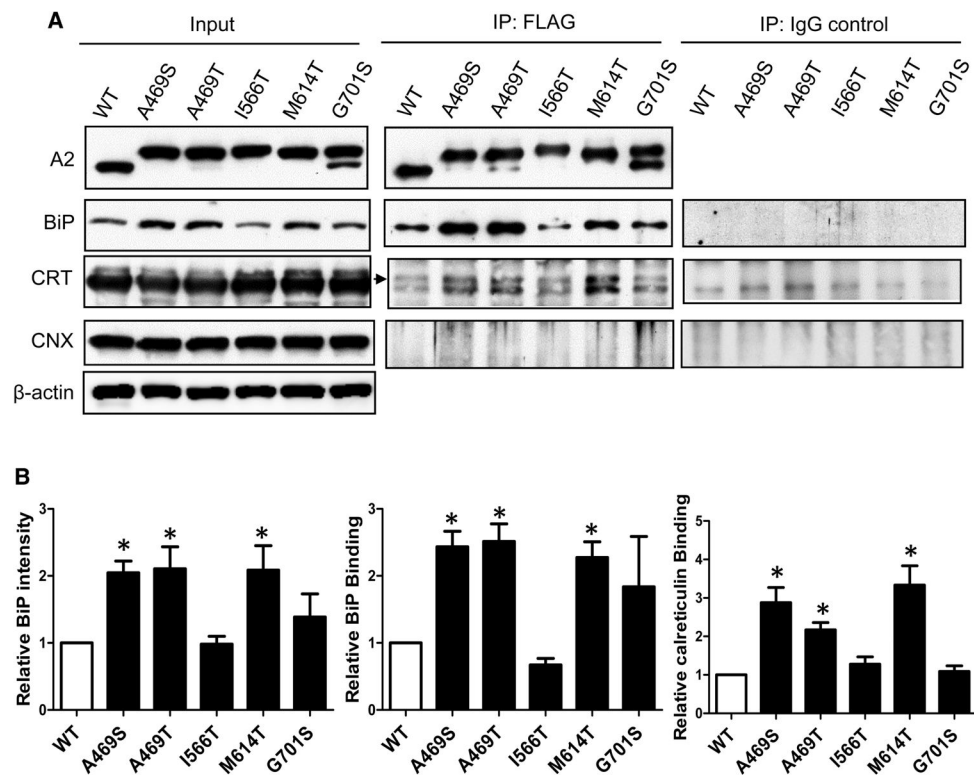 A
Input
IP: FLAG
IP: IgG control
WT A469S A469T I566T M614T G701S
WT A469S A469T I566T M614T G701S
WT A469S A469T I566T M614T G701S
A2
BiP
CRT
CNX
β-actin
B
Relative BiP intensity
3
2
1
0
* * *
WT A469S A469T I566T M614T G701S
Relative BiP Binding
3
2
1
0
* * *
WT A469S A469T I566T M614T G701S
Relative calreticulin Binding
5
4
3
2
1
0
* * *
WT A469S A469T I566T M614T G701S